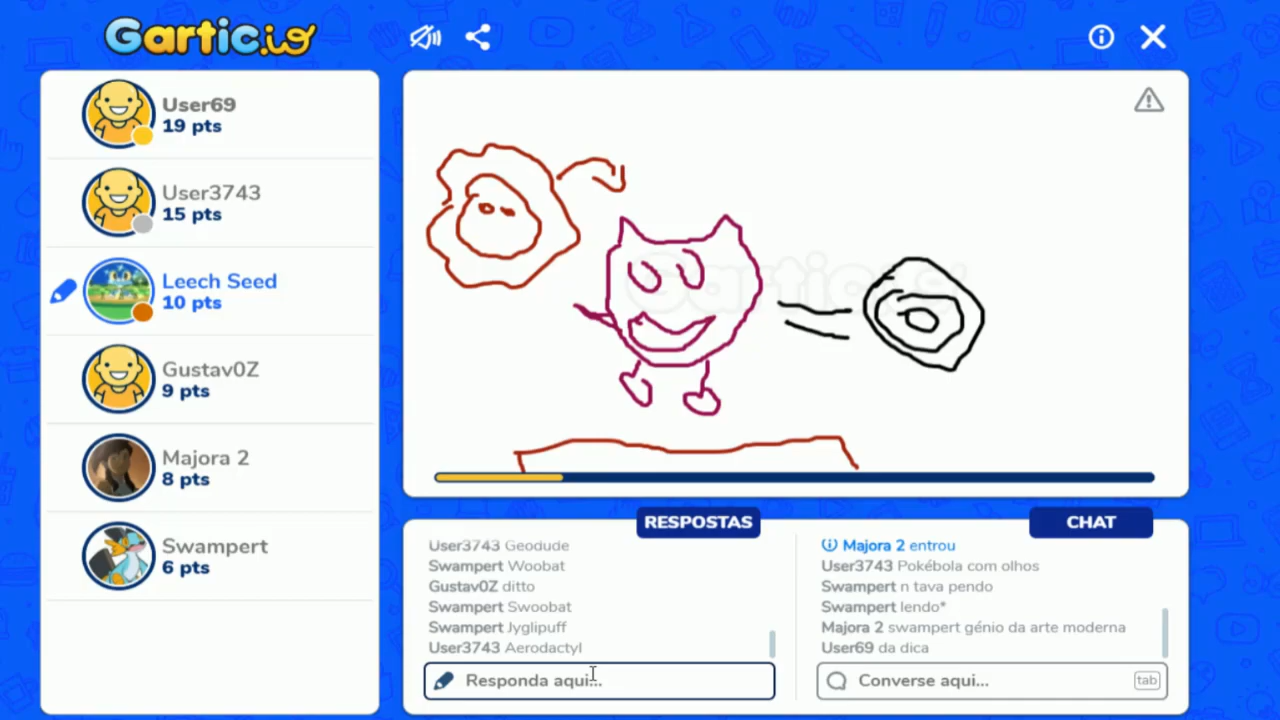 Gartic.io
User69
19 pts
User3743
15 pts
Leech Seed
10 pts
Gustav0Z
9 pts
Majora 2
8 pts
Swampert
6 pts
Gartic.io
RESPOSTAS
User3743 Geodude
Swampert Woobat
Gustav0Z ditto
Swampert Swoobat
Swampert Jyglipuff
User3743 Aerodactyl
Responda aqui...
CHAT
Majora 2 entrou
User3743 Pokébola com olhos
Swampert n tava pendo
Swampert lendo*
Majora 2 swampert génio da arte moderna
User69 da dica
Converse aqui...
tab